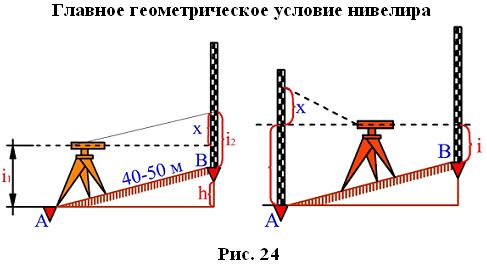 Главное геометрическое условие нивелира
x
i₂
B
40-50 м
i₁
h
A
x
B
i
A
Рис. 24